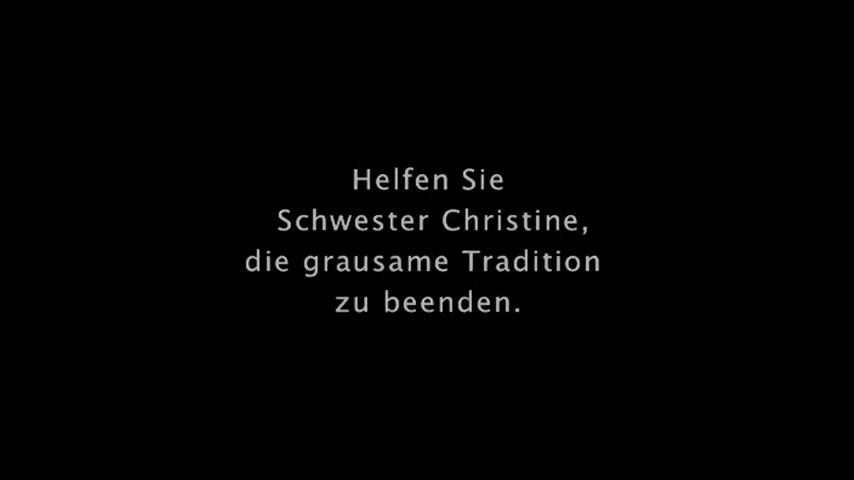 Helfen Sie
Schwester Christine,
die grausame Tradition
zu beenden.